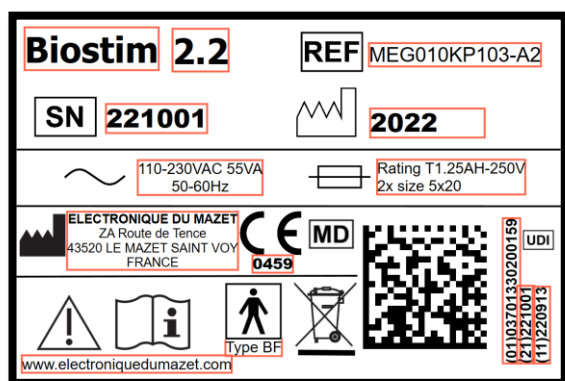 Biostim 2.2
REF MEG010KP103-A2
SN 221001
2022
110-230VAC 55VA
50-60Hz
Rating T1.25AH-250V
2x size 5x20
ELECTRONIQUE DU MAZET
ZA Route de Tence
43520 LE MAZET SAINT VOY
FRANCE
CE
0459
MD
UDI
(01)03701330200159
(21)221001
(11)220913
Type BF
www.electroniquedumazet.com